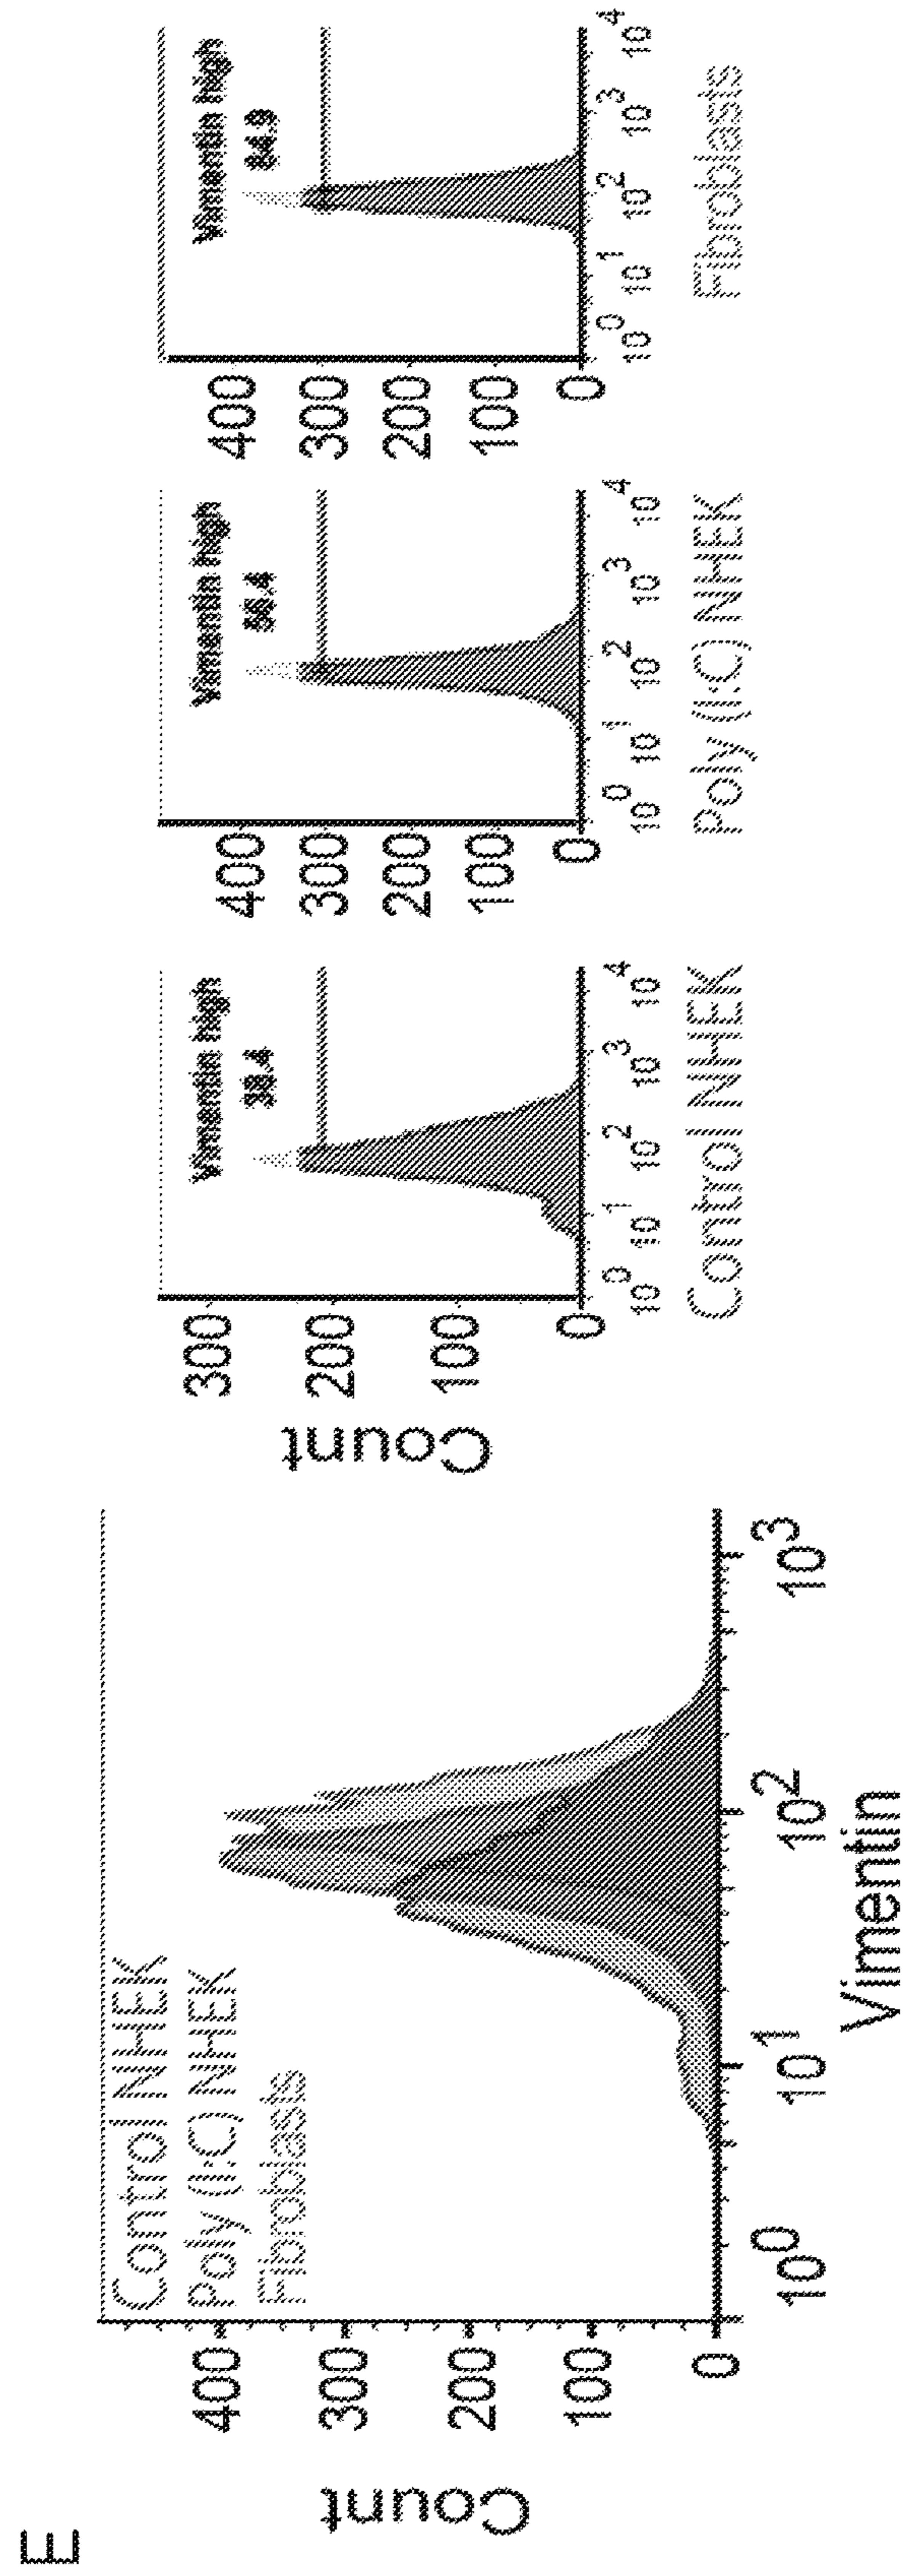 E
Count
400
300
200
100
0
Control NHEK
Poly (I:C) NHEK
Fibroblasts
10^0 10^1 10^2 10^3
Vimentin
Count
300
200
100
0
Vimentin high
10^0 10^1 10^2 10^3 10^4
Control NHEK
400
300
200
100
0
Vimentin high
10^0 10^1 10^2 10^3 10^4
Poly (I:C) NHEK
400
300
200
100
0
Vimentin high
10^0 10^1 10^2 10^3 10^4
Fibroblasts